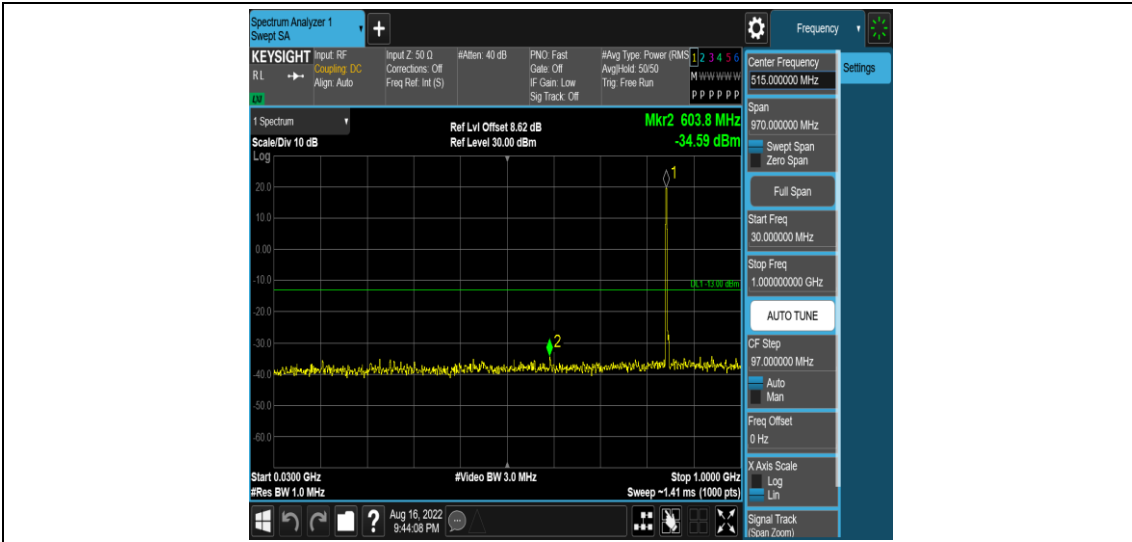 Spectrum Analyzer 1
Swept SA
+
Frequency
KEYSIGHT
RL
Input: RF
Coupling: DC
Align: Auto
Input Z: 50 Ω
Corrections: Off
Freq Ref: Int (S)
#Atten: 40 dB
PNO: Fast
Gate: Off
IF Gain: Low
Sig Track: Off
#Avg Type: Power (RMS
Avg|Hold: 50/50
Trig: Free Run
1 2 3 4 5 6
M W W W W W
P P P P P P
1 Spectrum
Scale/Div 10 dB
Log
Ref Lvl Offset 8.62 dB
Ref Level 30.00 dBm
Mkr2 603.8 MHz
-34.59 dBm
1
20.0
10.0
0.00
-10.0
DL1 -13.00 dBm
-20.0
-30.0
2
-40.0
-50.0
-60.0
Start 0.0300 GHz
#Res BW 1.0 MHz
#Video BW 3.0 MHz
Stop 1.0000 GHz
Sweep ~1.41 ms (1000 pts)
?
Aug 16, 2022
9:44:08 PM
Settings
Center Frequency
515.000000 MHz
Span
970.000000 MHz
Swept Span
Zero Span
Full Span
Start Freq
30.000000 MHz
Stop Freq
1.000000000 GHz
AUTO TUNE
CF Step
97.000000 MHz
Auto
Man
Freq Offset
0 Hz
X Axis Scale
Log
Lin
Signal Track
(Span Zoom)